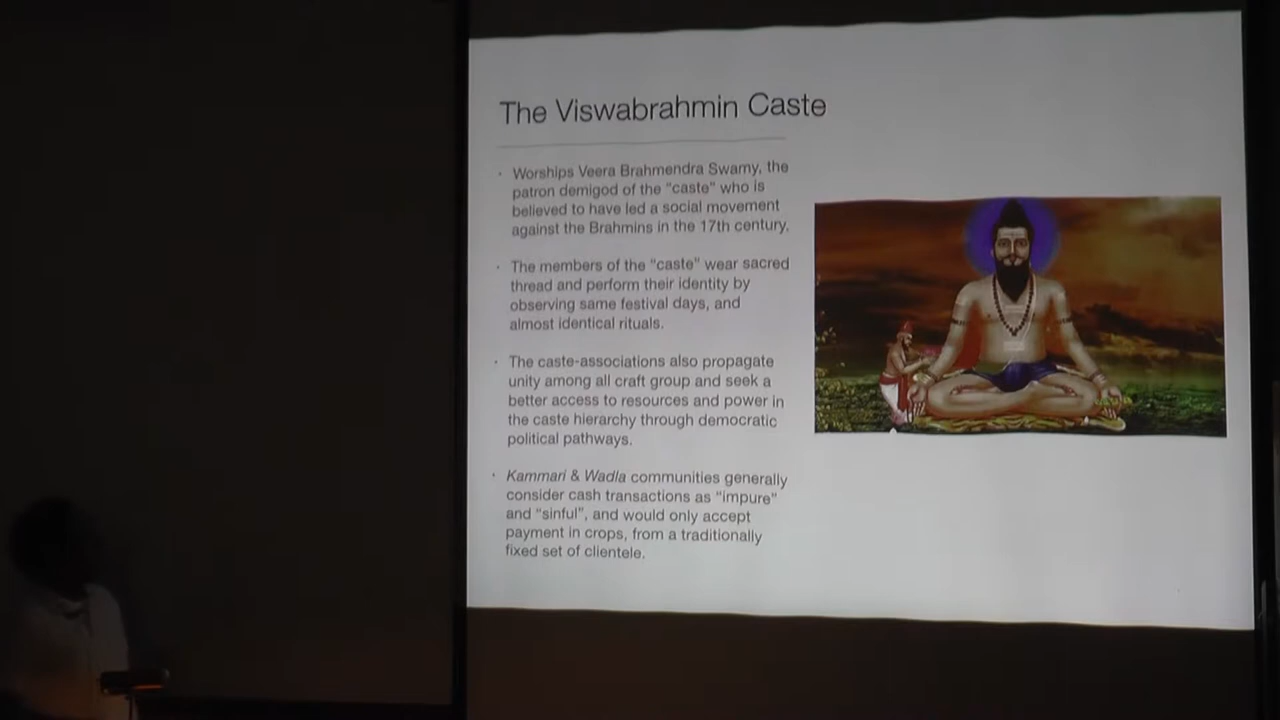 The Viswabrahmin Caste
· Worships Veera Brahmendra Swamy, the
patron demigod of the "caste" who is
believed to have led a social movement
against the Brahmins in the 17th century.
· The members of the "caste" wear sacred
thread and perform their identity by
observing same festival days, and
almost identical rituals.
· The caste-associations also propagate
unity among all craft group and seek a
better access to resources and power in
the caste hierarchy through democratic
political pathways.
· Kammari & Wadla communities generally
consider cash transactions as "impure"
and "sinful", and would only accept
payment in crops, from a traditionally
fixed set of clientele.